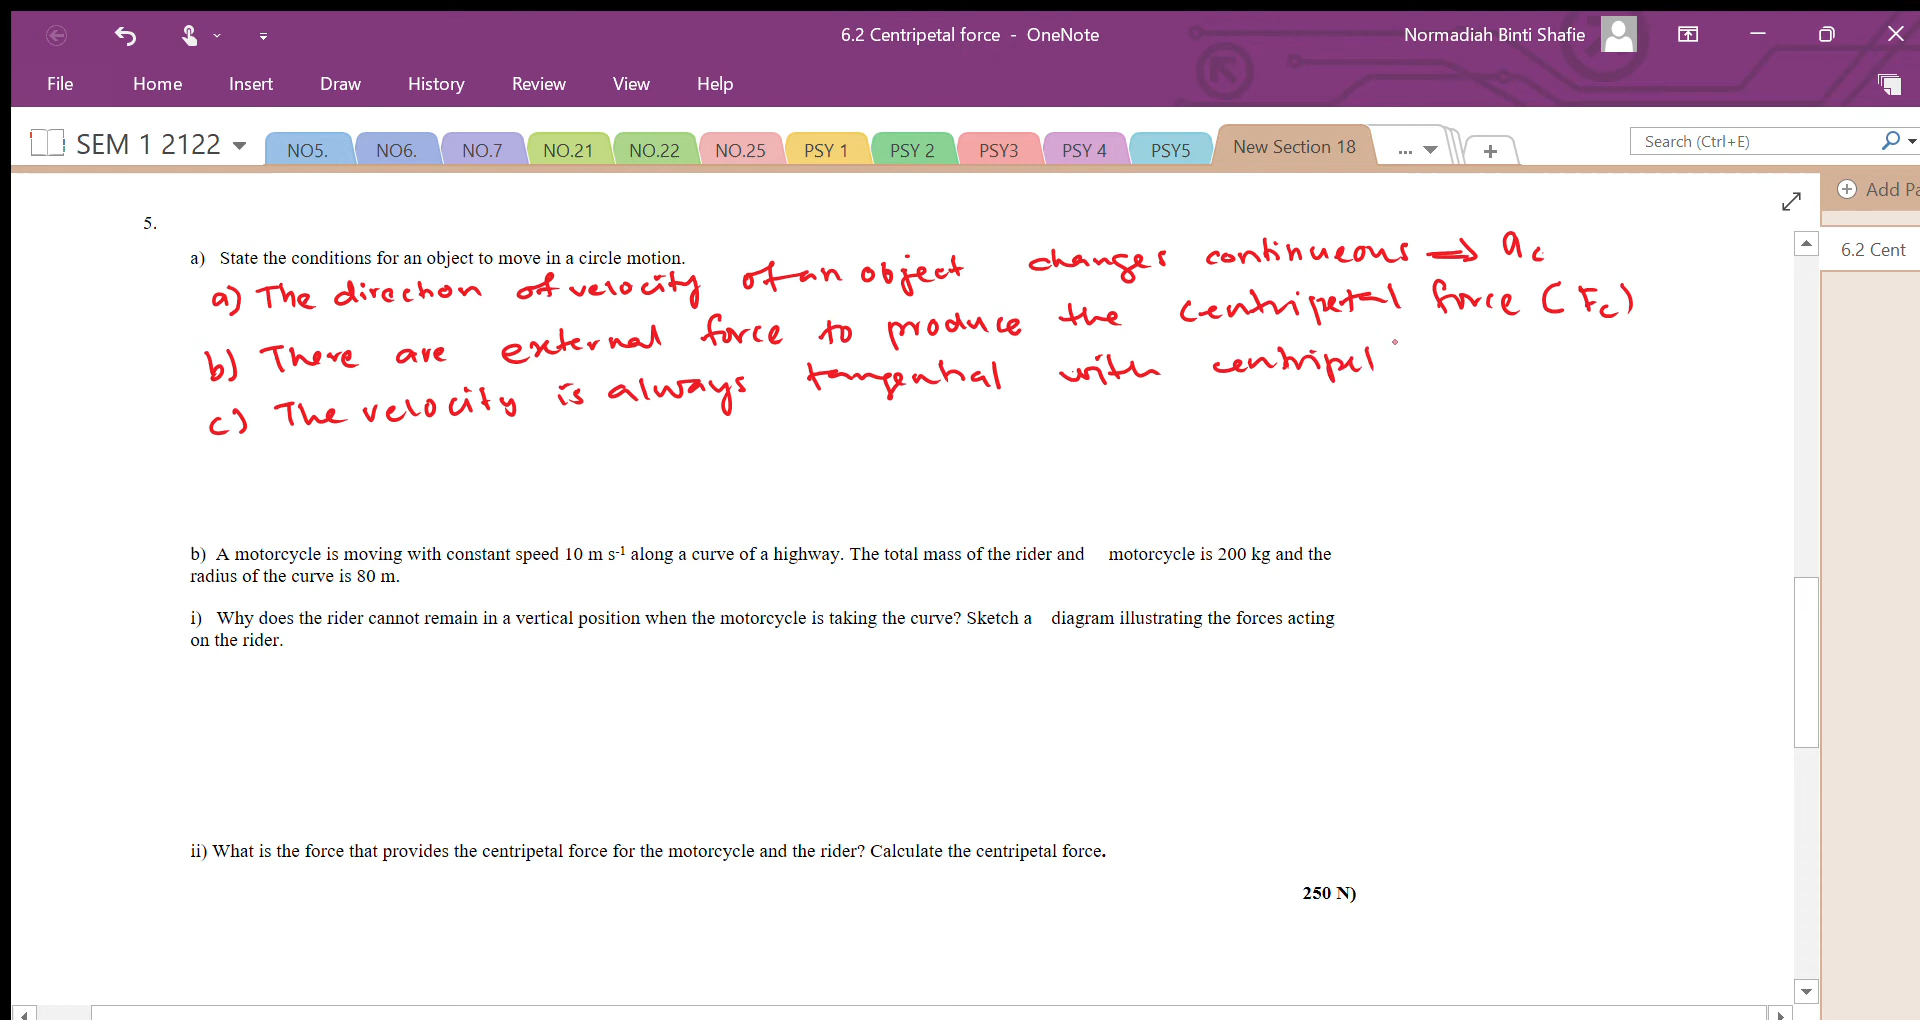 6.2 Centripetal force - OneNote
Normadiah Binti Shafie
File Home Insert Draw History Review View Help
SEM 1 2122
NO5. NO6. NO.7 NO.21 NO.22 NO.25 PSY 1 PSY 2 PSY3 PSY 4 PSY5 New Section 18 ...
Search (Ctrl+E)
Add Pa
6.2 Cent
5.
a) State the conditions for an object to move in a circle motion.
a) The direction of velocity of an object changes continueous → ac
b) There are external force to produce the centripetal force (Fc)
c) The velocity is always tangential with centripel
b) A motorcycle is moving with constant speed 10 m s-1 along a curve of a highway. The total mass of the rider and motorcycle is 200 kg and the
radius of the curve is 80 m.
i) Why does the rider cannot remain in a vertical position when the motorcycle is taking the curve? Sketch a diagram illustrating the forces acting
on the rider.
ii) What is the force that provides the centripetal force for the motorcycle and the rider? Calculate the centripetal force.
250 N)